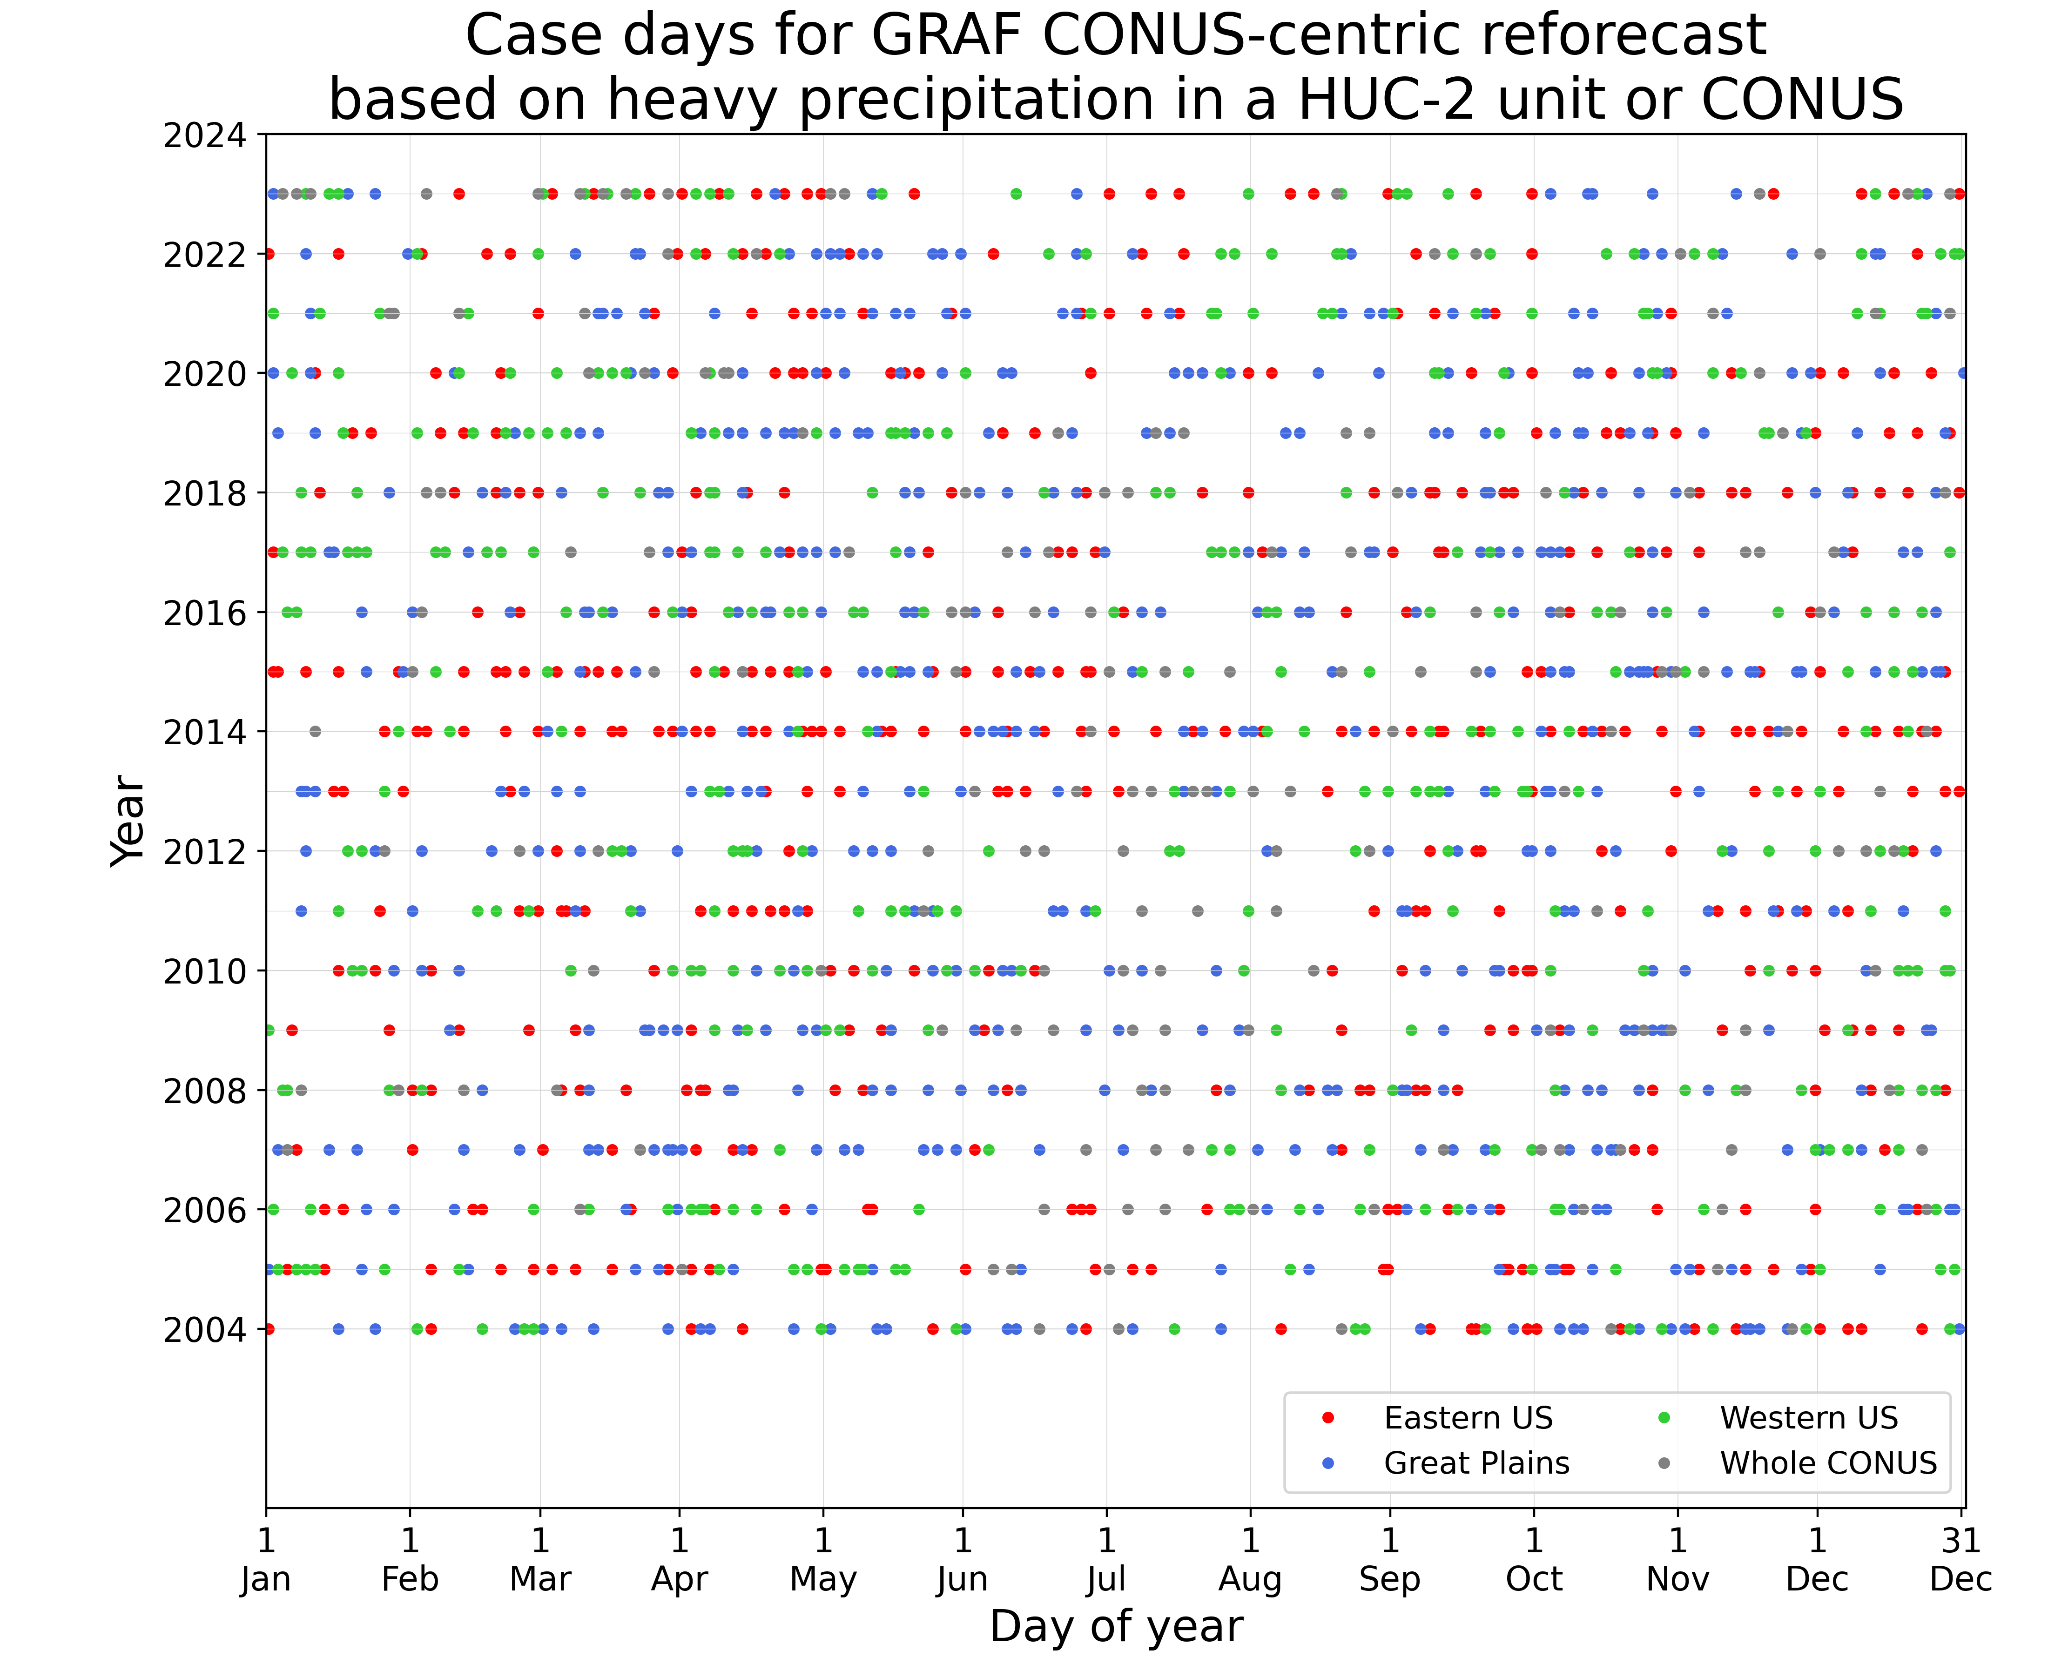 Case days for GRAF CONUS-centric reforecast
based on heavy precipitation in a HUC-2 unit or CONUS
2024
2022
2020
2018
2016
2014
2012
2010
2008
2006
2004
Year
Eastern US
Great Plains
Western US
Whole CONUS
1 1 1 1 1 1 1 1 1 1 1 1 31
Jan Feb Mar Apr May Jun Jul Aug Sep Oct Nov Dec Dec
Day of year